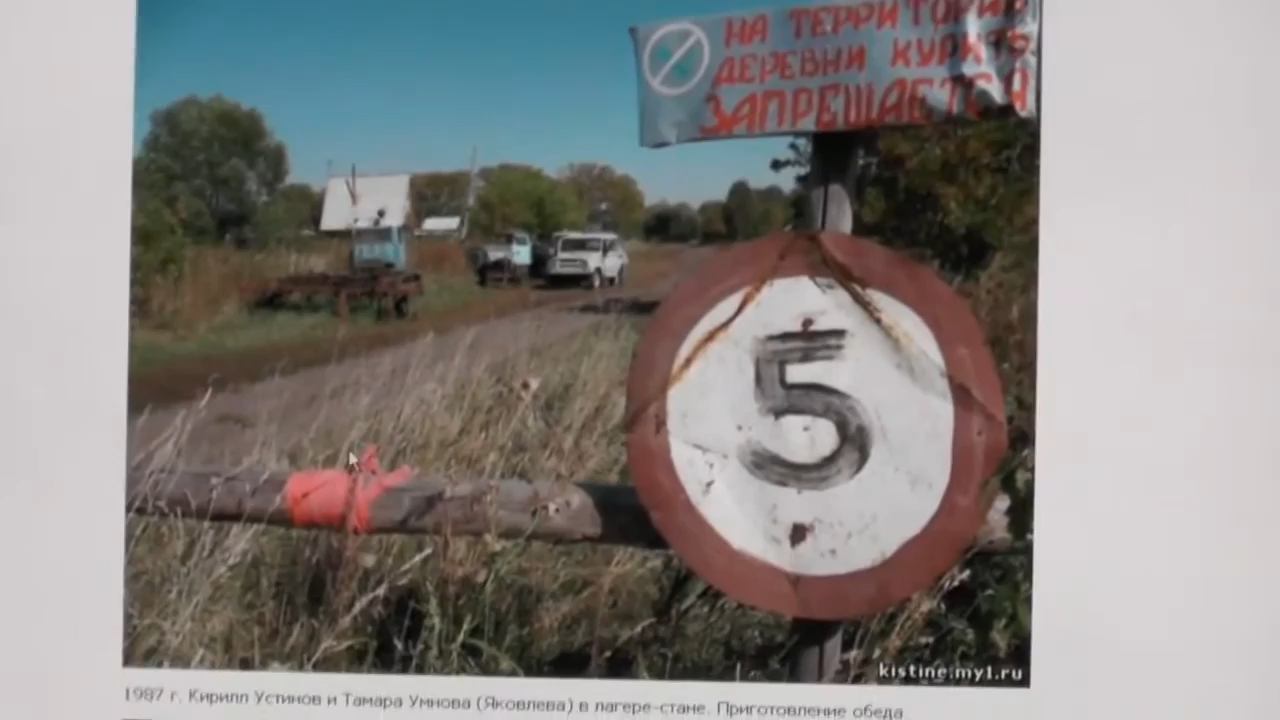 НА ТЕРРИТОРИИ
ДЕРЕВНИ КУРИТЬ
ЗАПРЕЩАЕТСЯ
5
kistine.my1.ru
1987 г. Кирилл Устинов и Тамара Умнова (Яковлева) в лагере-стане. Приготовление обеда